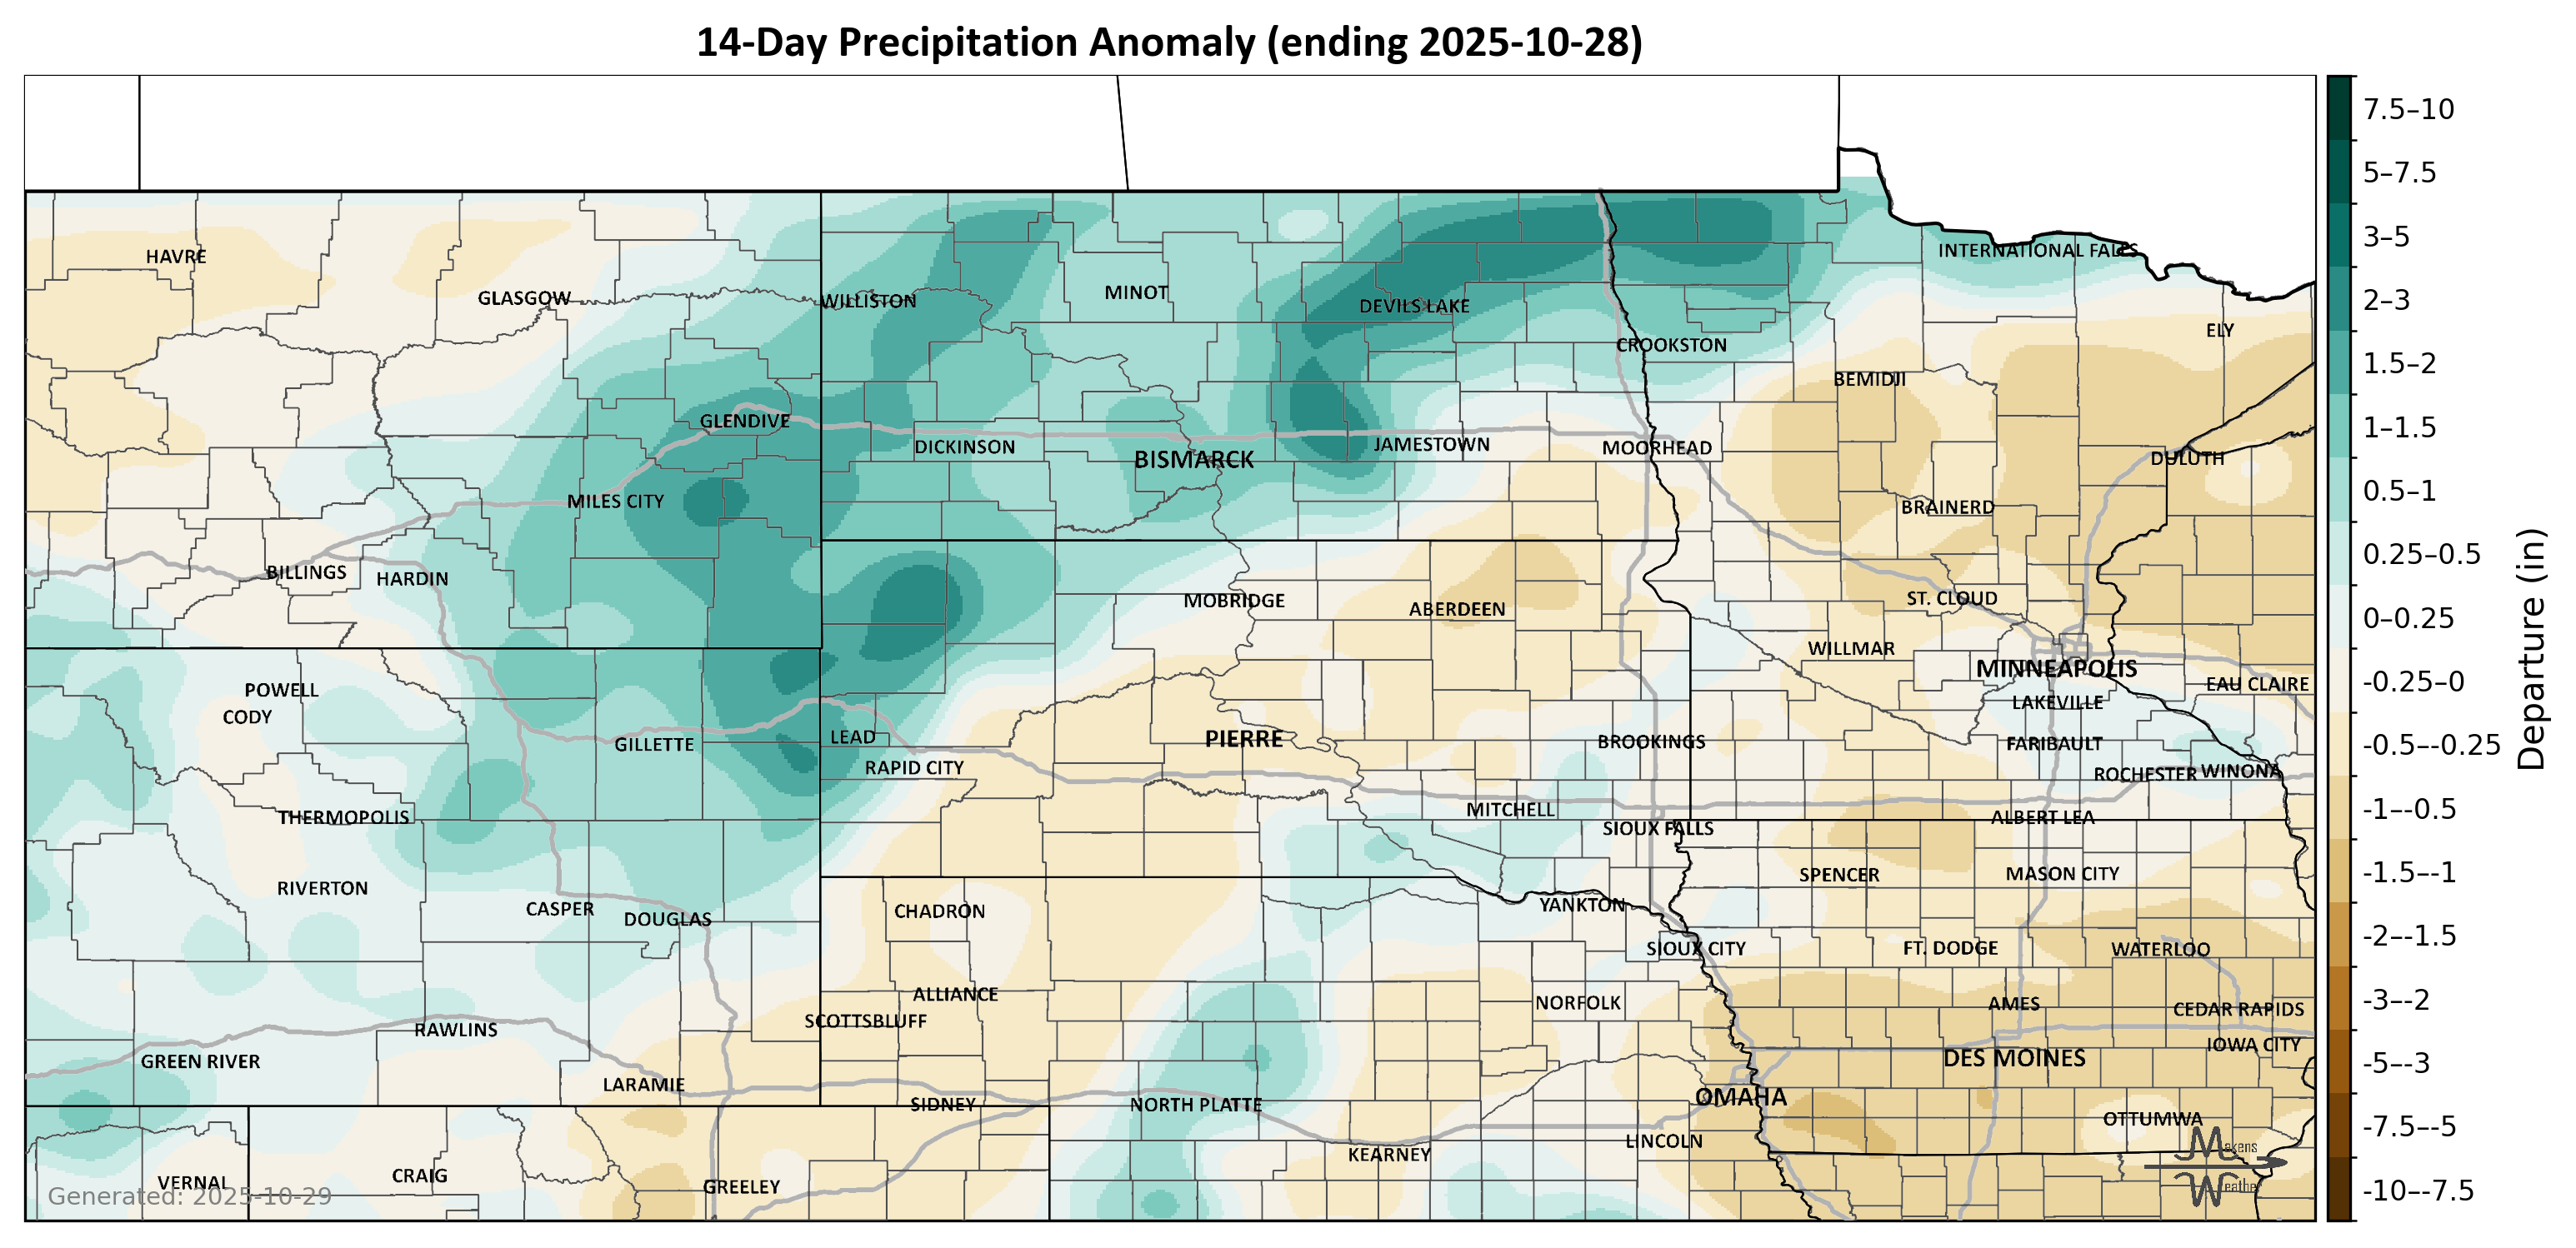 14-Day Precipitation Anomaly (ending 2025-10-28)
INTERNATIONAL FALLS
HAVRE
GLASGOW
WILLISTON
MINOT
DEVILS LAKE
ELY
CROOKSTON
BEMIDJI
GLENDIVE
DICKINSON
BISMARCK
JAMESTOWN
MOORHEAD
DULUTH
MILES CITY
BRAINERD
BILLINGS
HARDIN
MOBRIDGE
ABERDEEN
ST. CLOUD
WILLMAR
MINNEAPOLIS
POWELL
EAU CLAIRE
CODY
LAKEVILLE
GILLETTE
LEAD
PIERRE
BROOKINGS
FARIBAULT
RAPID CITY
ROCHESTER
WINONA
THERMOPOLIS
MITCHELL
ALBERT LEA
SIOUX FALLS
RIVERTON
SPENCER
MASON CITY
CASPER
DOUGLAS
CHADRON
YANKTON
SIOUX CITY
FT. DODGE
WATERLOO
ALLIANCE
NORFOLK
AMES
CEDAR RAPIDS
SCOTTSBLUFF
RAWLINS
IOWA CITY
GREEN RIVER
DES MOINES
LARAMIE
SIDNEY
NORTH PLATTE
OMAHA
OTTUMWA
LINCOLN
KEARNEY
VERNAL
CRAIG
GREELEY
Generated: 2025-10-29
Makens
Weather
7.5–10
5–7.5
3–5
2–3
1.5–2
1–1.5
0.5–1
0.25–0.5
0–0.25
-0.25–0
-0.5–-0.25
-1–-0.5
-1.5–-1
-2–-1.5
-3–-2
-5–-3
-7.5–-5
-10–-7.5
Departure (in)